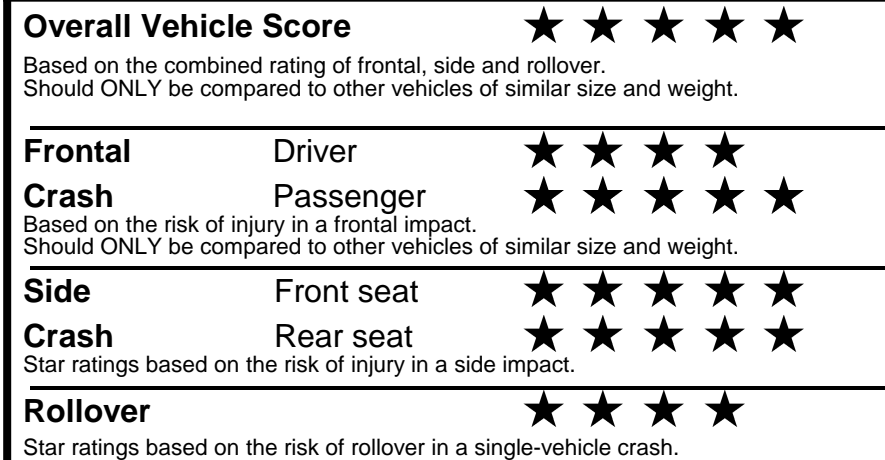 Overall Vehicle Score ★ ★ ★ ★ ★
Based on the combined rating of frontal, side and rollover.
Should ONLY be compared to other vehicles of similar size and weight.
Frontal Driver ★ ★ ★ ★
Crash Passenger ★ ★ ★ ★ ★
Based on the risk of injury in a frontal impact.
Should ONLY be compared to other vehicles of similar size and weight.
Side Front seat ★ ★ ★ ★ ★
Crash Rear seat ★ ★ ★ ★ ★
Star ratings based on the risk of injury in a side impact.
Rollover ★ ★ ★ ★
Star ratings based on the risk of rollover in a single-vehicle crash.